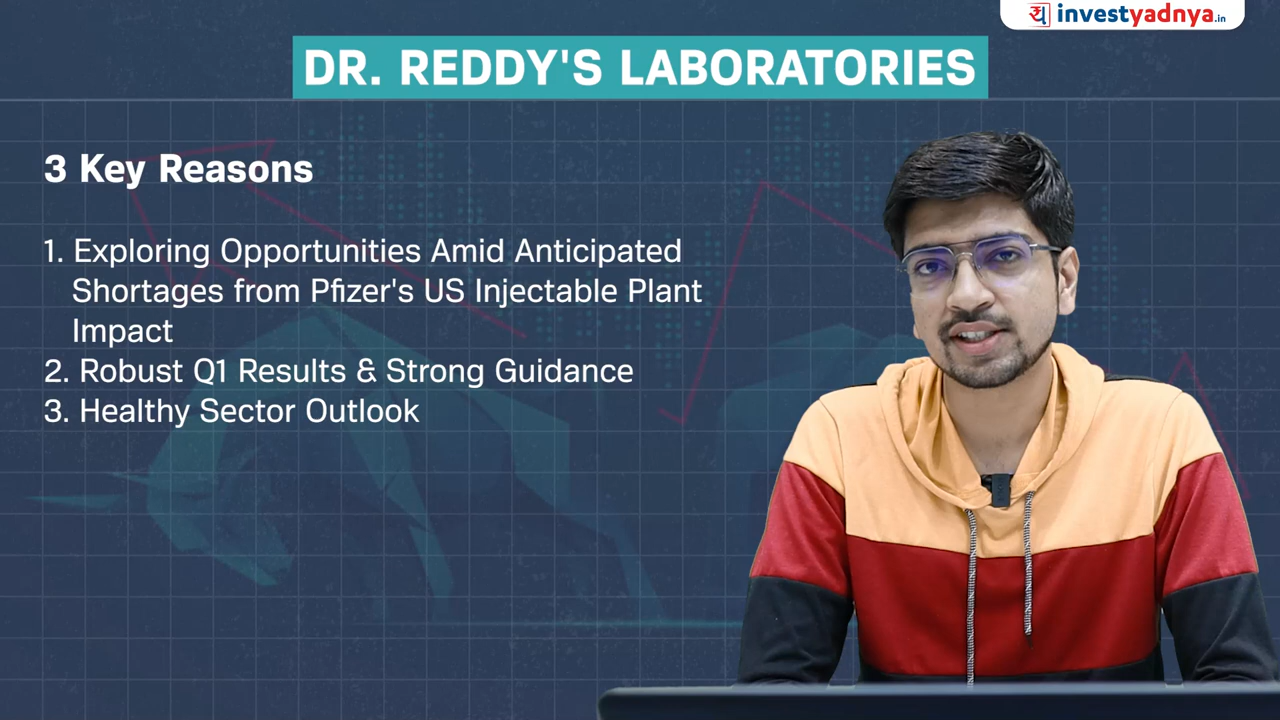 investyadnya.in
DR. REDDY'S LABORATORIES
3 Key Reasons
1. Exploring Opportunities Amid Anticipated
Shortages from Pfizer's US Injectable Plant
Impact
2. Robust Q1 Results & Strong Guidance
3. Healthy Sector Outlook